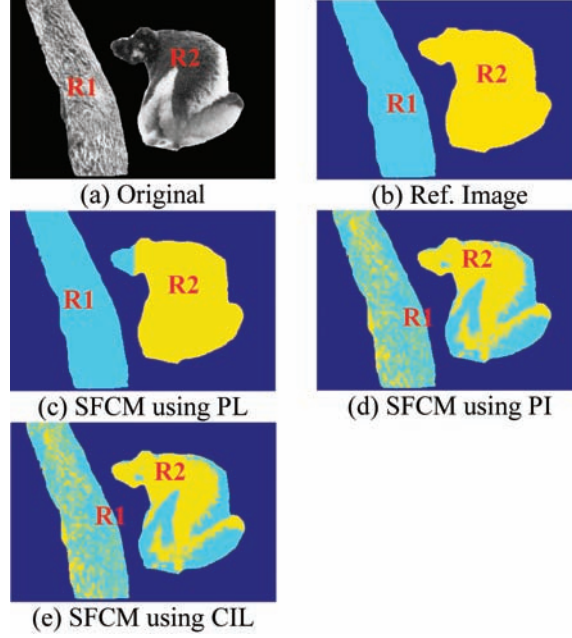 R1
R2
R1
R2
(a) Original
(b) Ref. Image
R1
R2
R2
R1
(c) SFCM using PL
(d) SFCM using PI
R2
R1
(e) SFCM using CIL